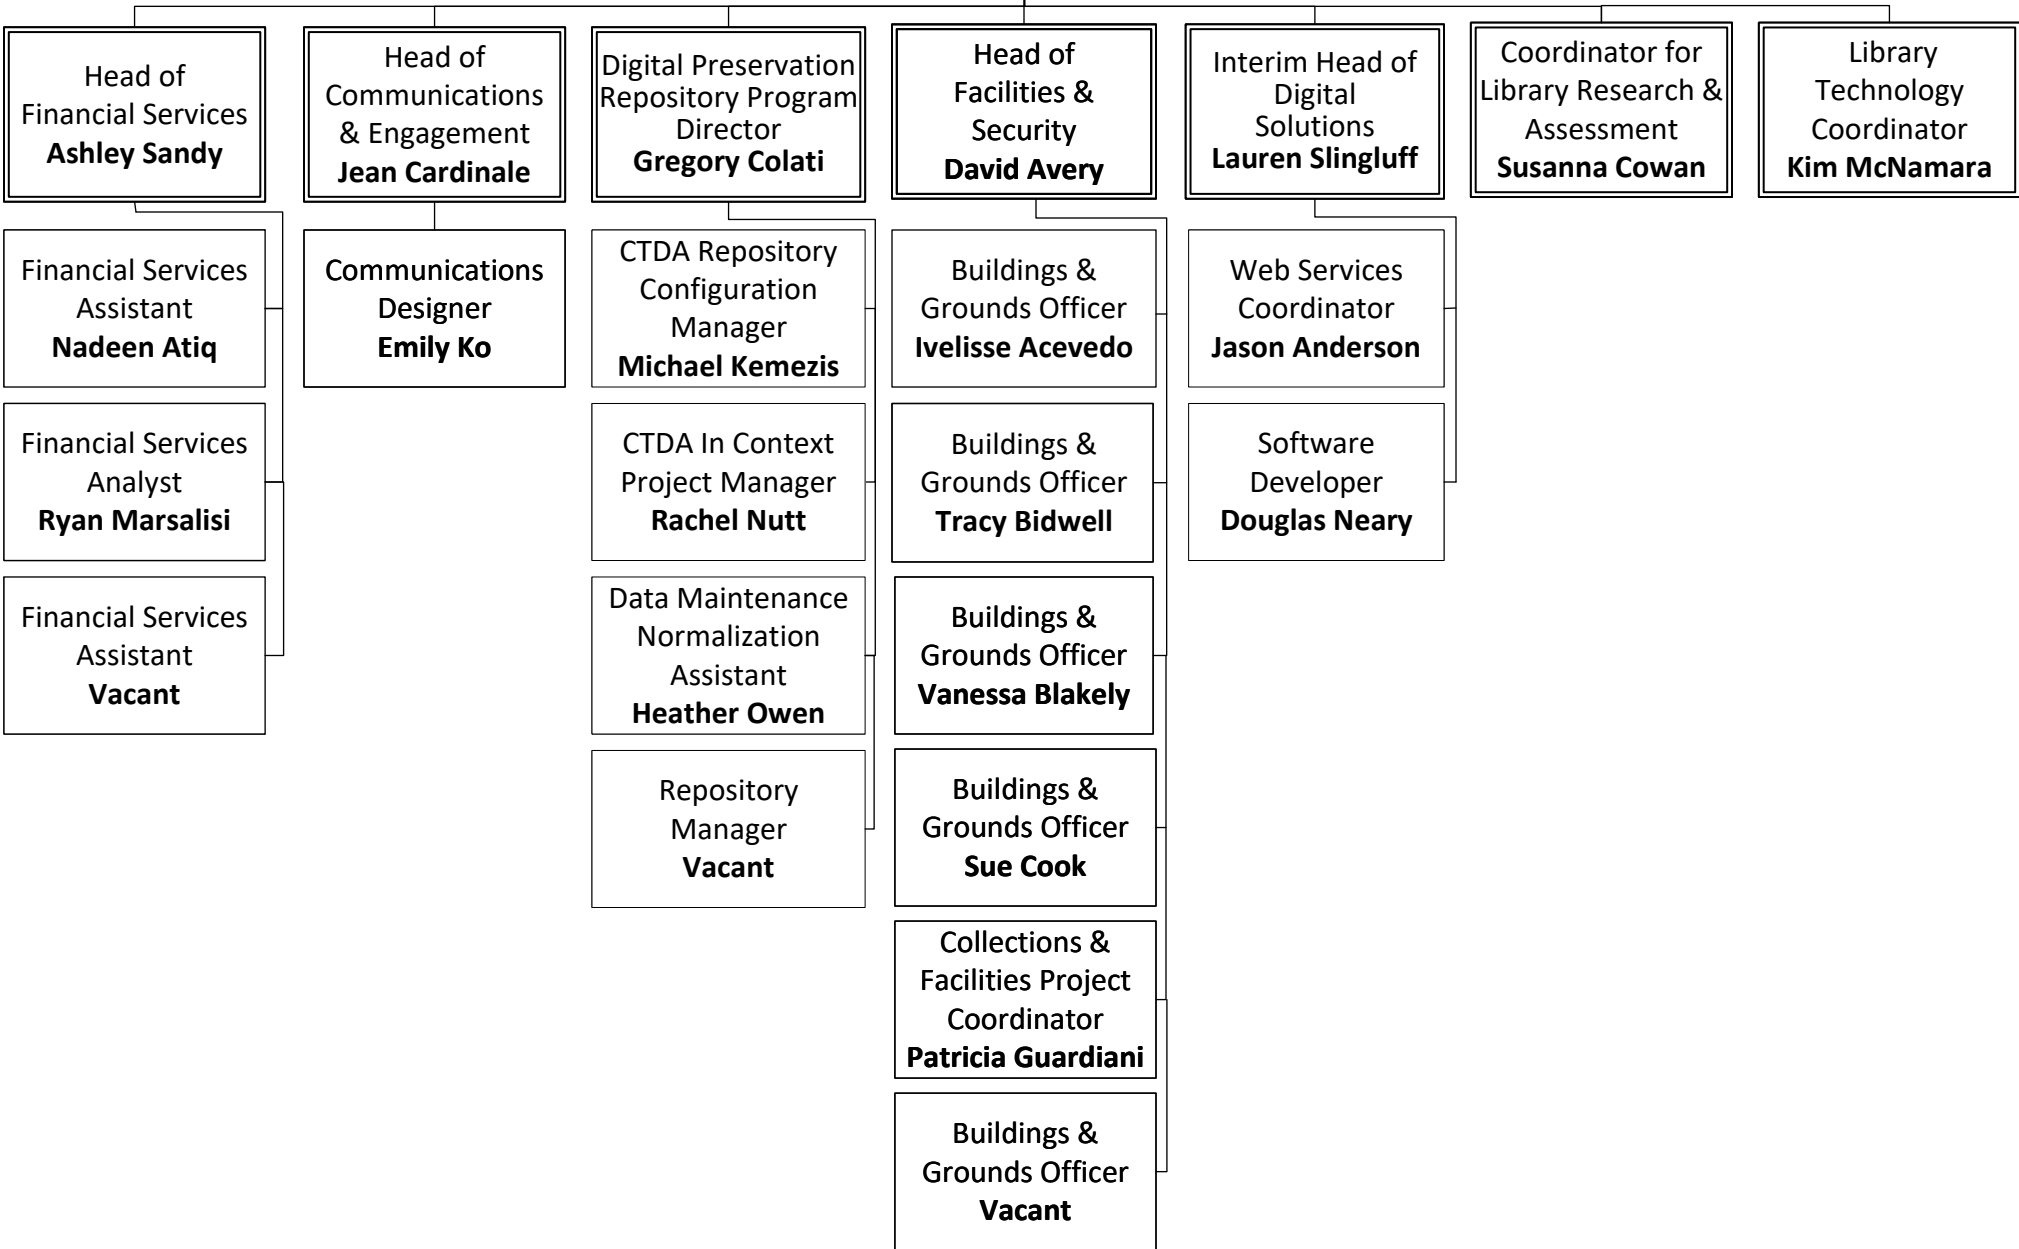 Head of
Financial Services
Ashley Sandy
Head of
Communications
& Engagement
Jean Cardinale
Digital Preservation
Repository Program
Director
Gregory Colati
Head of
Facilities &
Security
David Avery
Interim Head of
Digital
Solutions
Lauren Slingluff
Coordinator for
Library Research &
Assessment
Susanna Cowan
Library
Technology
Coordinator
Kim McNamara
Financial Services
Assistant
Nadeen Atiq
Financial Services
Analyst
Ryan Marsalisi
Financial Services
Assistant
Vacant
Communications
Designer
Emily Ko
CTDA Repository
Configuration
Manager
Michael Kemezis
CTDA In Context
Project Manager
Rachel Nutt
Data Maintenance
Normalization
Assistant
Heather Owen
Repository
Manager
Vacant
Buildings &
Grounds Officer
Ivelisse Acevedo
Buildings &
Grounds Officer
Tracy Bidwell
Buildings &
Grounds Officer
Vanessa Blakely
Buildings &
Grounds Officer
Sue Cook
Collections &
Facilities Project
Coordinator
Patricia Guardiani
Buildings &
Grounds Officer
Vacant
Web Services
Coordinator
Jason Anderson
Software
Developer
Douglas Neary